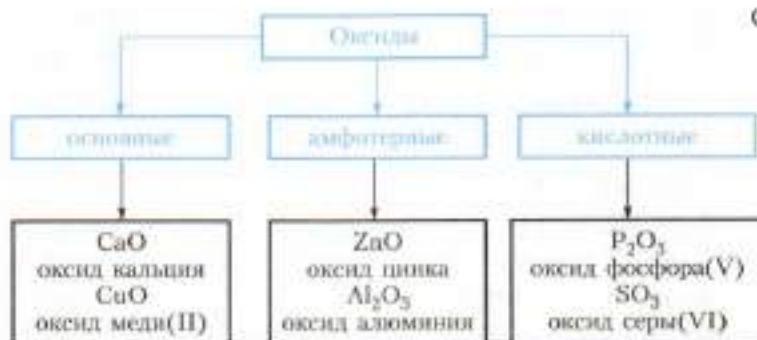 Оксиды
основные амфотерные кислотные
CaO
оксид кальция
CuO
оксид меди(II)
ZnO
оксид цинка
Al₂O₃
оксид алюминия
P₂O₅
оксид фосфора(V)
SO₃
оксид серы(VI)